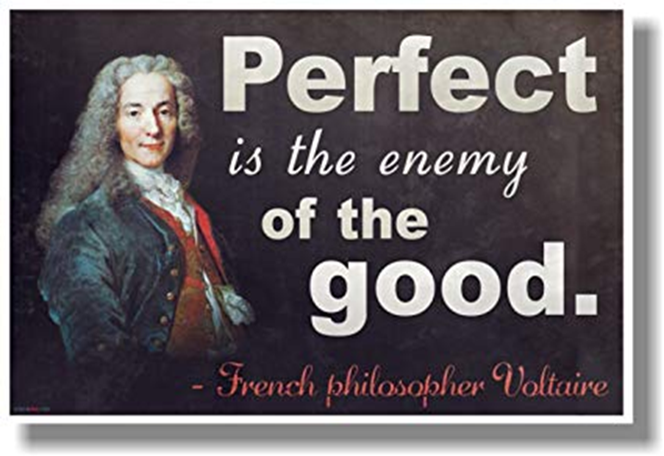 Perfect
is the enemy
of the
good.
- French philosopher Voltaire